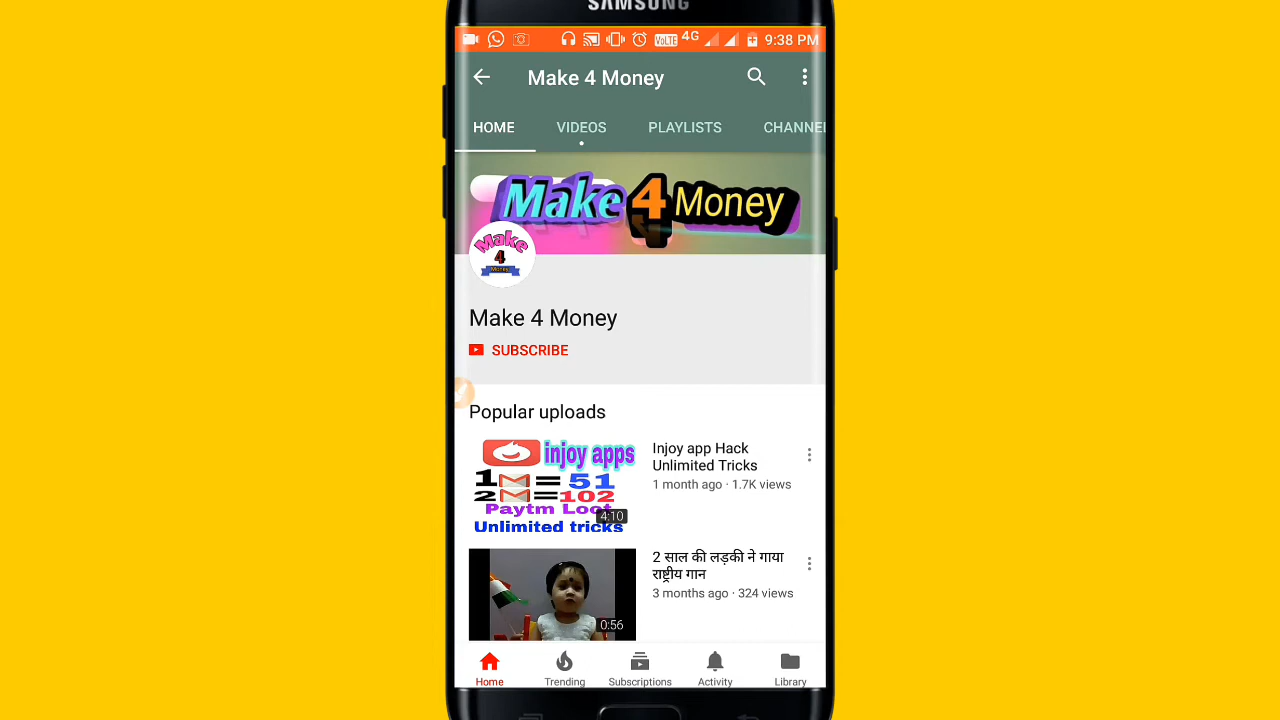 SAMSUNG
VoLTE 4G 9:38 PM
Make 4 Money
HOME VIDEOS PLAYLISTS CHANNEL
Make 4 Money
Make
4
Money
Make 4 Money
SUBSCRIBE
Popular uploads
injoy apps
1 = 51
2 = 102
Paytm Loot
4:10
Unlimited tricks
Injoy app Hack
Unlimited Tricks
1 month ago · 1.7K views
0:56
2 साल की लड़की ने गाया
राष्ट्रीय गान
3 months ago · 324 views
Home Trending Subscriptions Activity Library